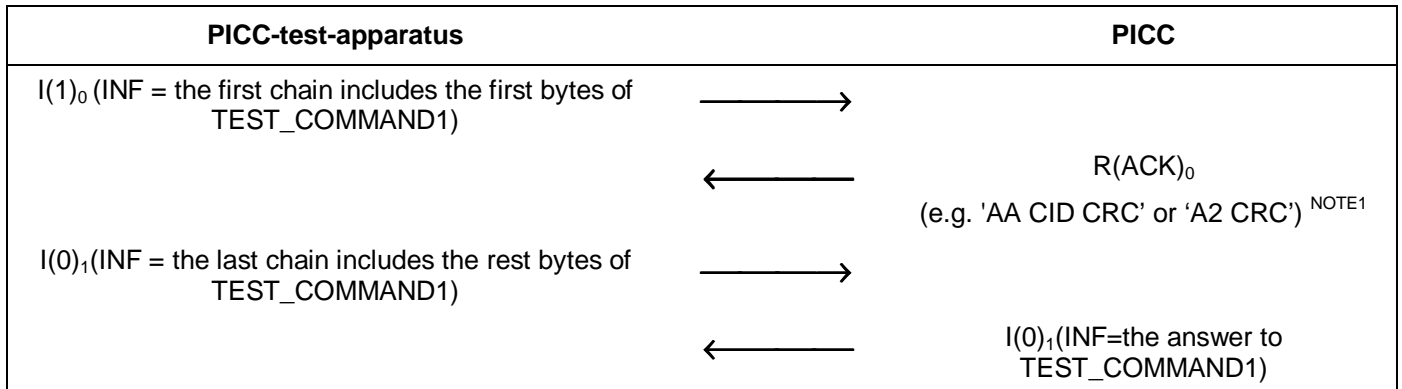 PICC-test-apparatus
PICC
I(1)₀ (INF = the first chain includes the first bytes of
TEST_COMMAND1)
R(ACK)₀
(e.g. 'AA CID CRC’ or ‘A2 CRC’) NOTE1
I(0)₁(INF = the last chain includes the rest bytes of
TEST_COMMAND1)
I(0)₁(INF=the answer to
TEST_COMMAND1)